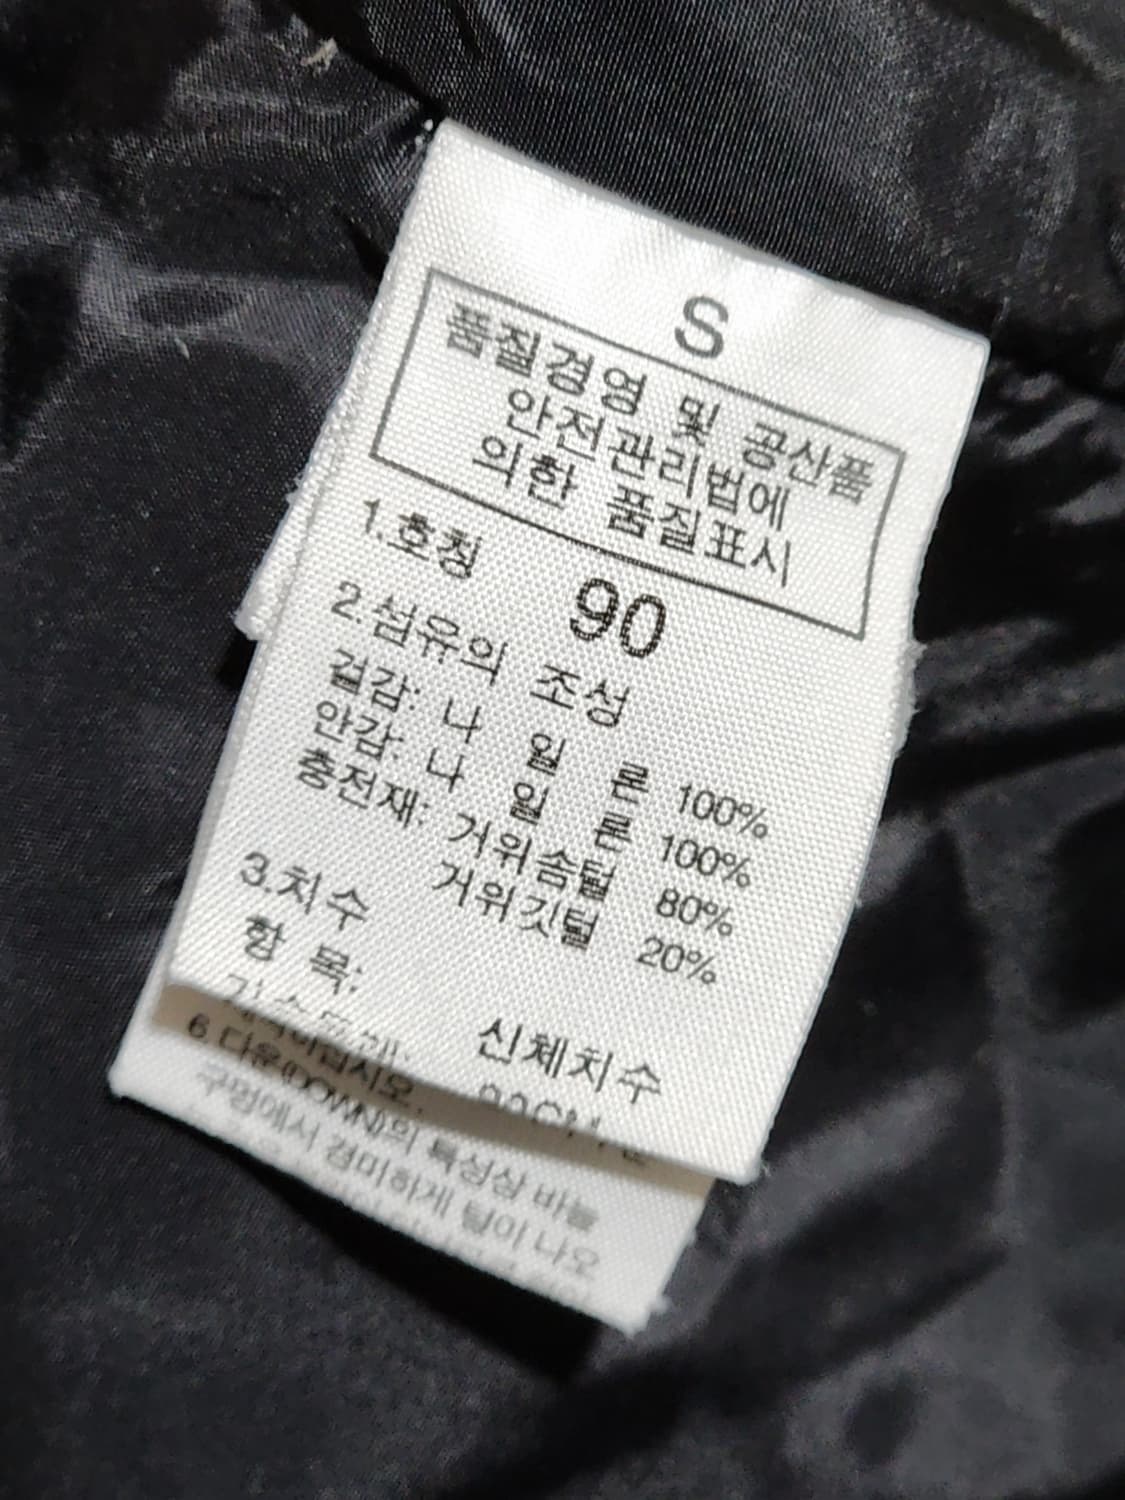 S
품질경영 및 공산품
안전관리법에
의한 품질표시
1.호칭 90
2.섬유의 조성
겉감: 나 일 론 100%
안감: 나 일 론 100%
충전재: 거위솜털 80%
거위깃털 20%
3.치수
항 목: 신체치수
6.다운(DOWN)의 특성상 바늘
구멍에서 경미하게 털이 나오